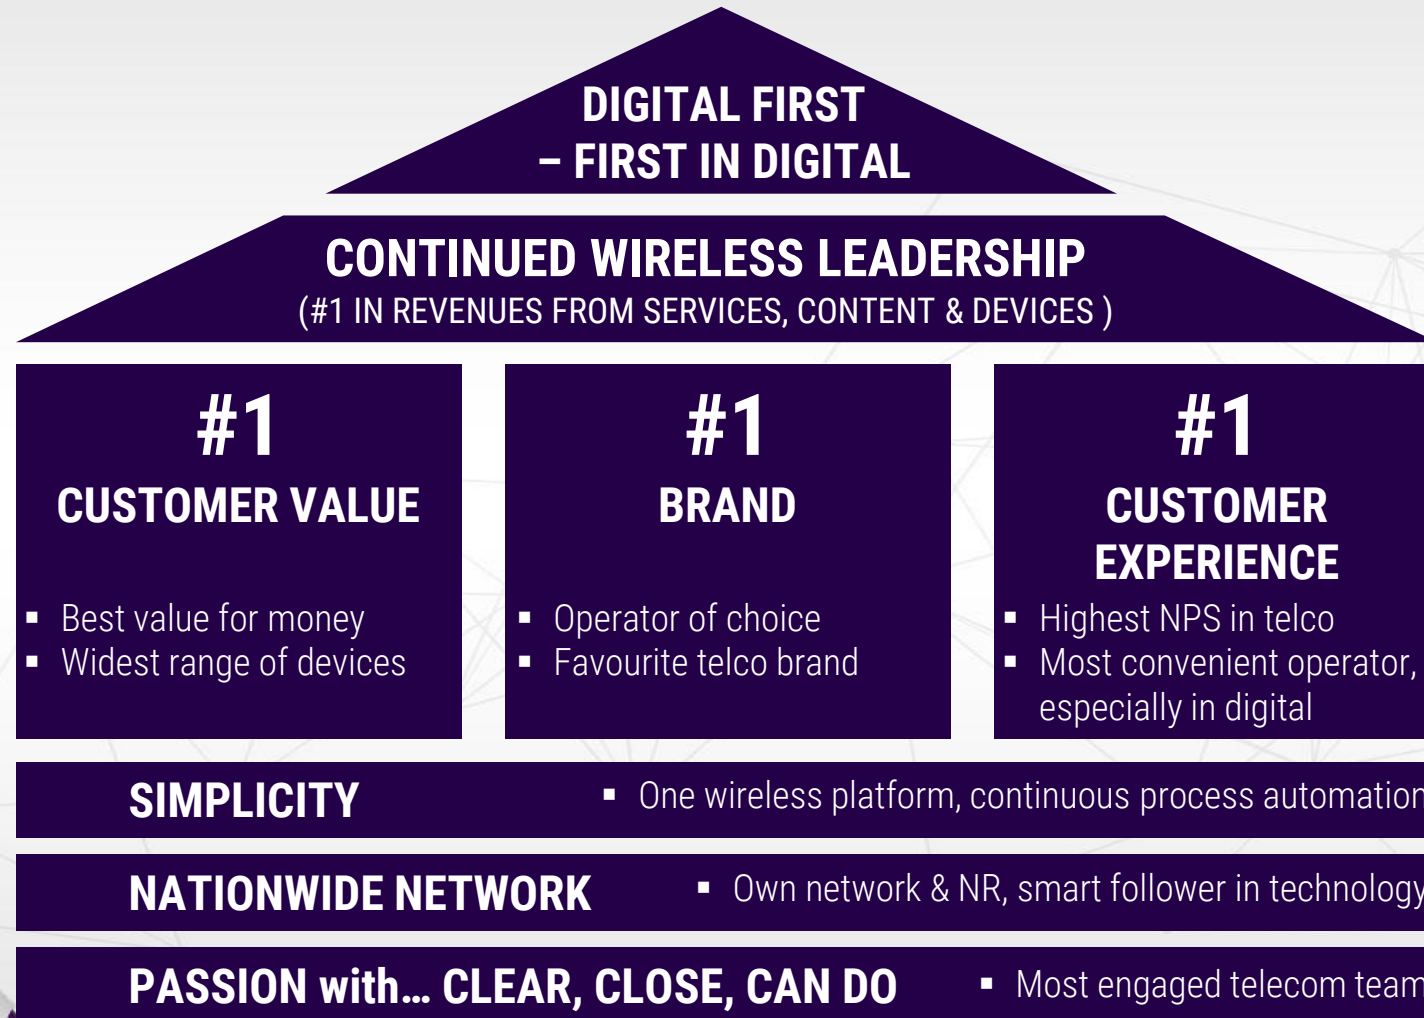 DIGITAL FIRST
– FIRST IN DIGITAL
CONTINUED WIRELESS LEADERSHIP
(#1 IN REVENUES FROM SERVICES, CONTENT & DEVICES )
#1
CUSTOMER VALUE
▪ Best value for money
▪ Widest range of devices
#1
BRAND
▪ Operator of choice
▪ Favourite telco brand
#1
CUSTOMER
EXPERIENCE
▪ Highest NPS in telco
▪ Most convenient operator,
especially in digital
SIMPLICITY ▪ One wireless platform, continuous process automation
NATIONWIDE NETWORK ▪ Own network & NR, smart follower in technology
PASSION with... CLEAR, CLOSE, CAN DO ▪ Most engaged telecom team